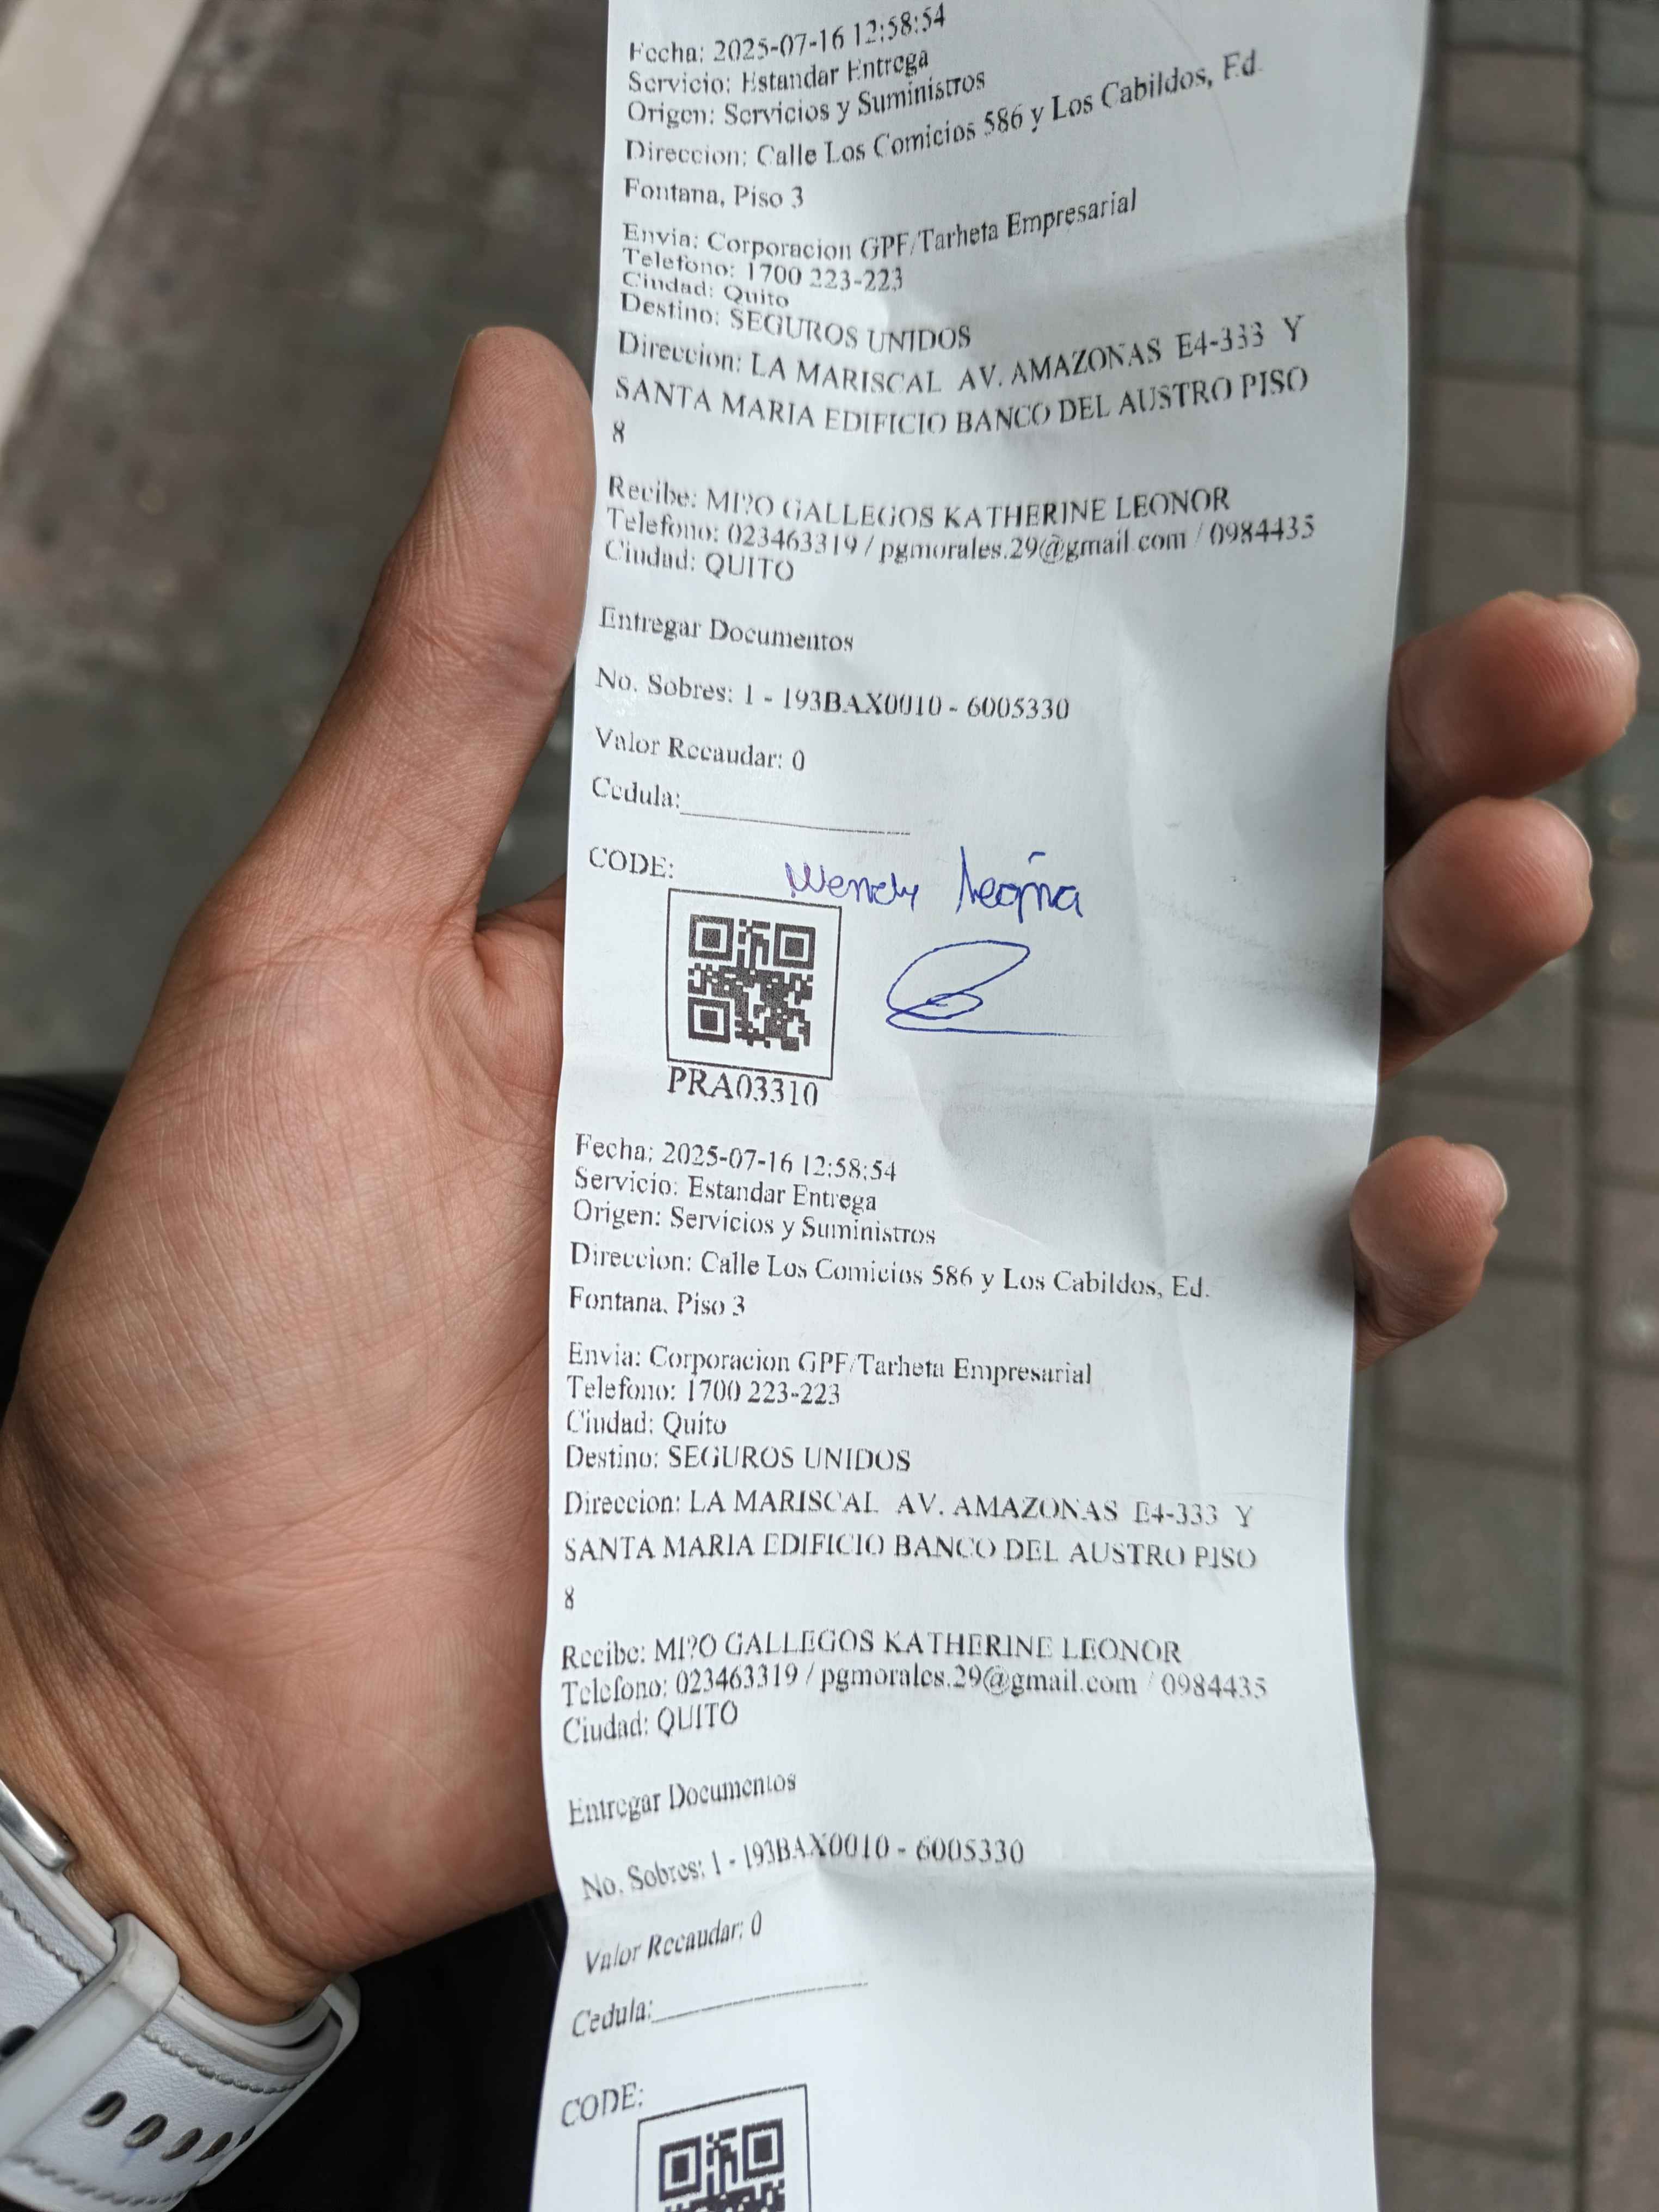 Fecha: 2025-07-16 12:58:54
Servicio: Estandar Entrega
Origen: Servicios y Suministros
Direccion: Calle Los Comicios 586 y Los Cabildos, Ed.
Fontana, Piso 3
Envia: Corporacion GPF/Tarheta Empresarial
Telefono: 1700 223-223
Ciudad: Quito
Destino: SEGUROS UNIDOS
Direccion: LA MARISCAL AV. AMAZONAS E4-333 Y
SANTA MARIA EDIFICIO BANCO DEL AUSTRO PISO
8
Recibe: MI?O GALLEGOS KATHERINE LEONOR
Telefono: 023463319 / pgmorales.29@gmail.com / 0984435
Ciudad: QUITO
Entregar Documentos
No. Sobres: 1 - 193BAX0010 - 6005330
Valor Recaudar: 0
Cedula:
CODE:
Wendy
PRA03310
Fecha: 2025-07-16 12:58:54
Servicio: Estandar Entrega
Origen: Servicios y Suministros
Direccion: Calle Los Comicios 586 y Los Cabildos, Ed.
Fontana, Piso 3
Envia: Corporacion GPF/Tarheta Empresarial
Telefono: 1700 223-223
Ciudad: Quito
Destino: SEGUROS UNIDOS
Direccion: LA MARISCAL AV. AMAZONAS E4-333 Y
SANTA MARIA EDIFICIO BANCO DEL AUSTRO PISO
8
Recibe: MI?O GALLEGOS KATHERINE LEONOR
Telefono: 023463319 / pgmorales.29@gmail.com / 0984435
Ciudad: QUITO
Entregar Documentos
No. Sobres: 1 - 193BAX0010 - 6005330
Valor Recaudar: 0
Cedula:
CODE: